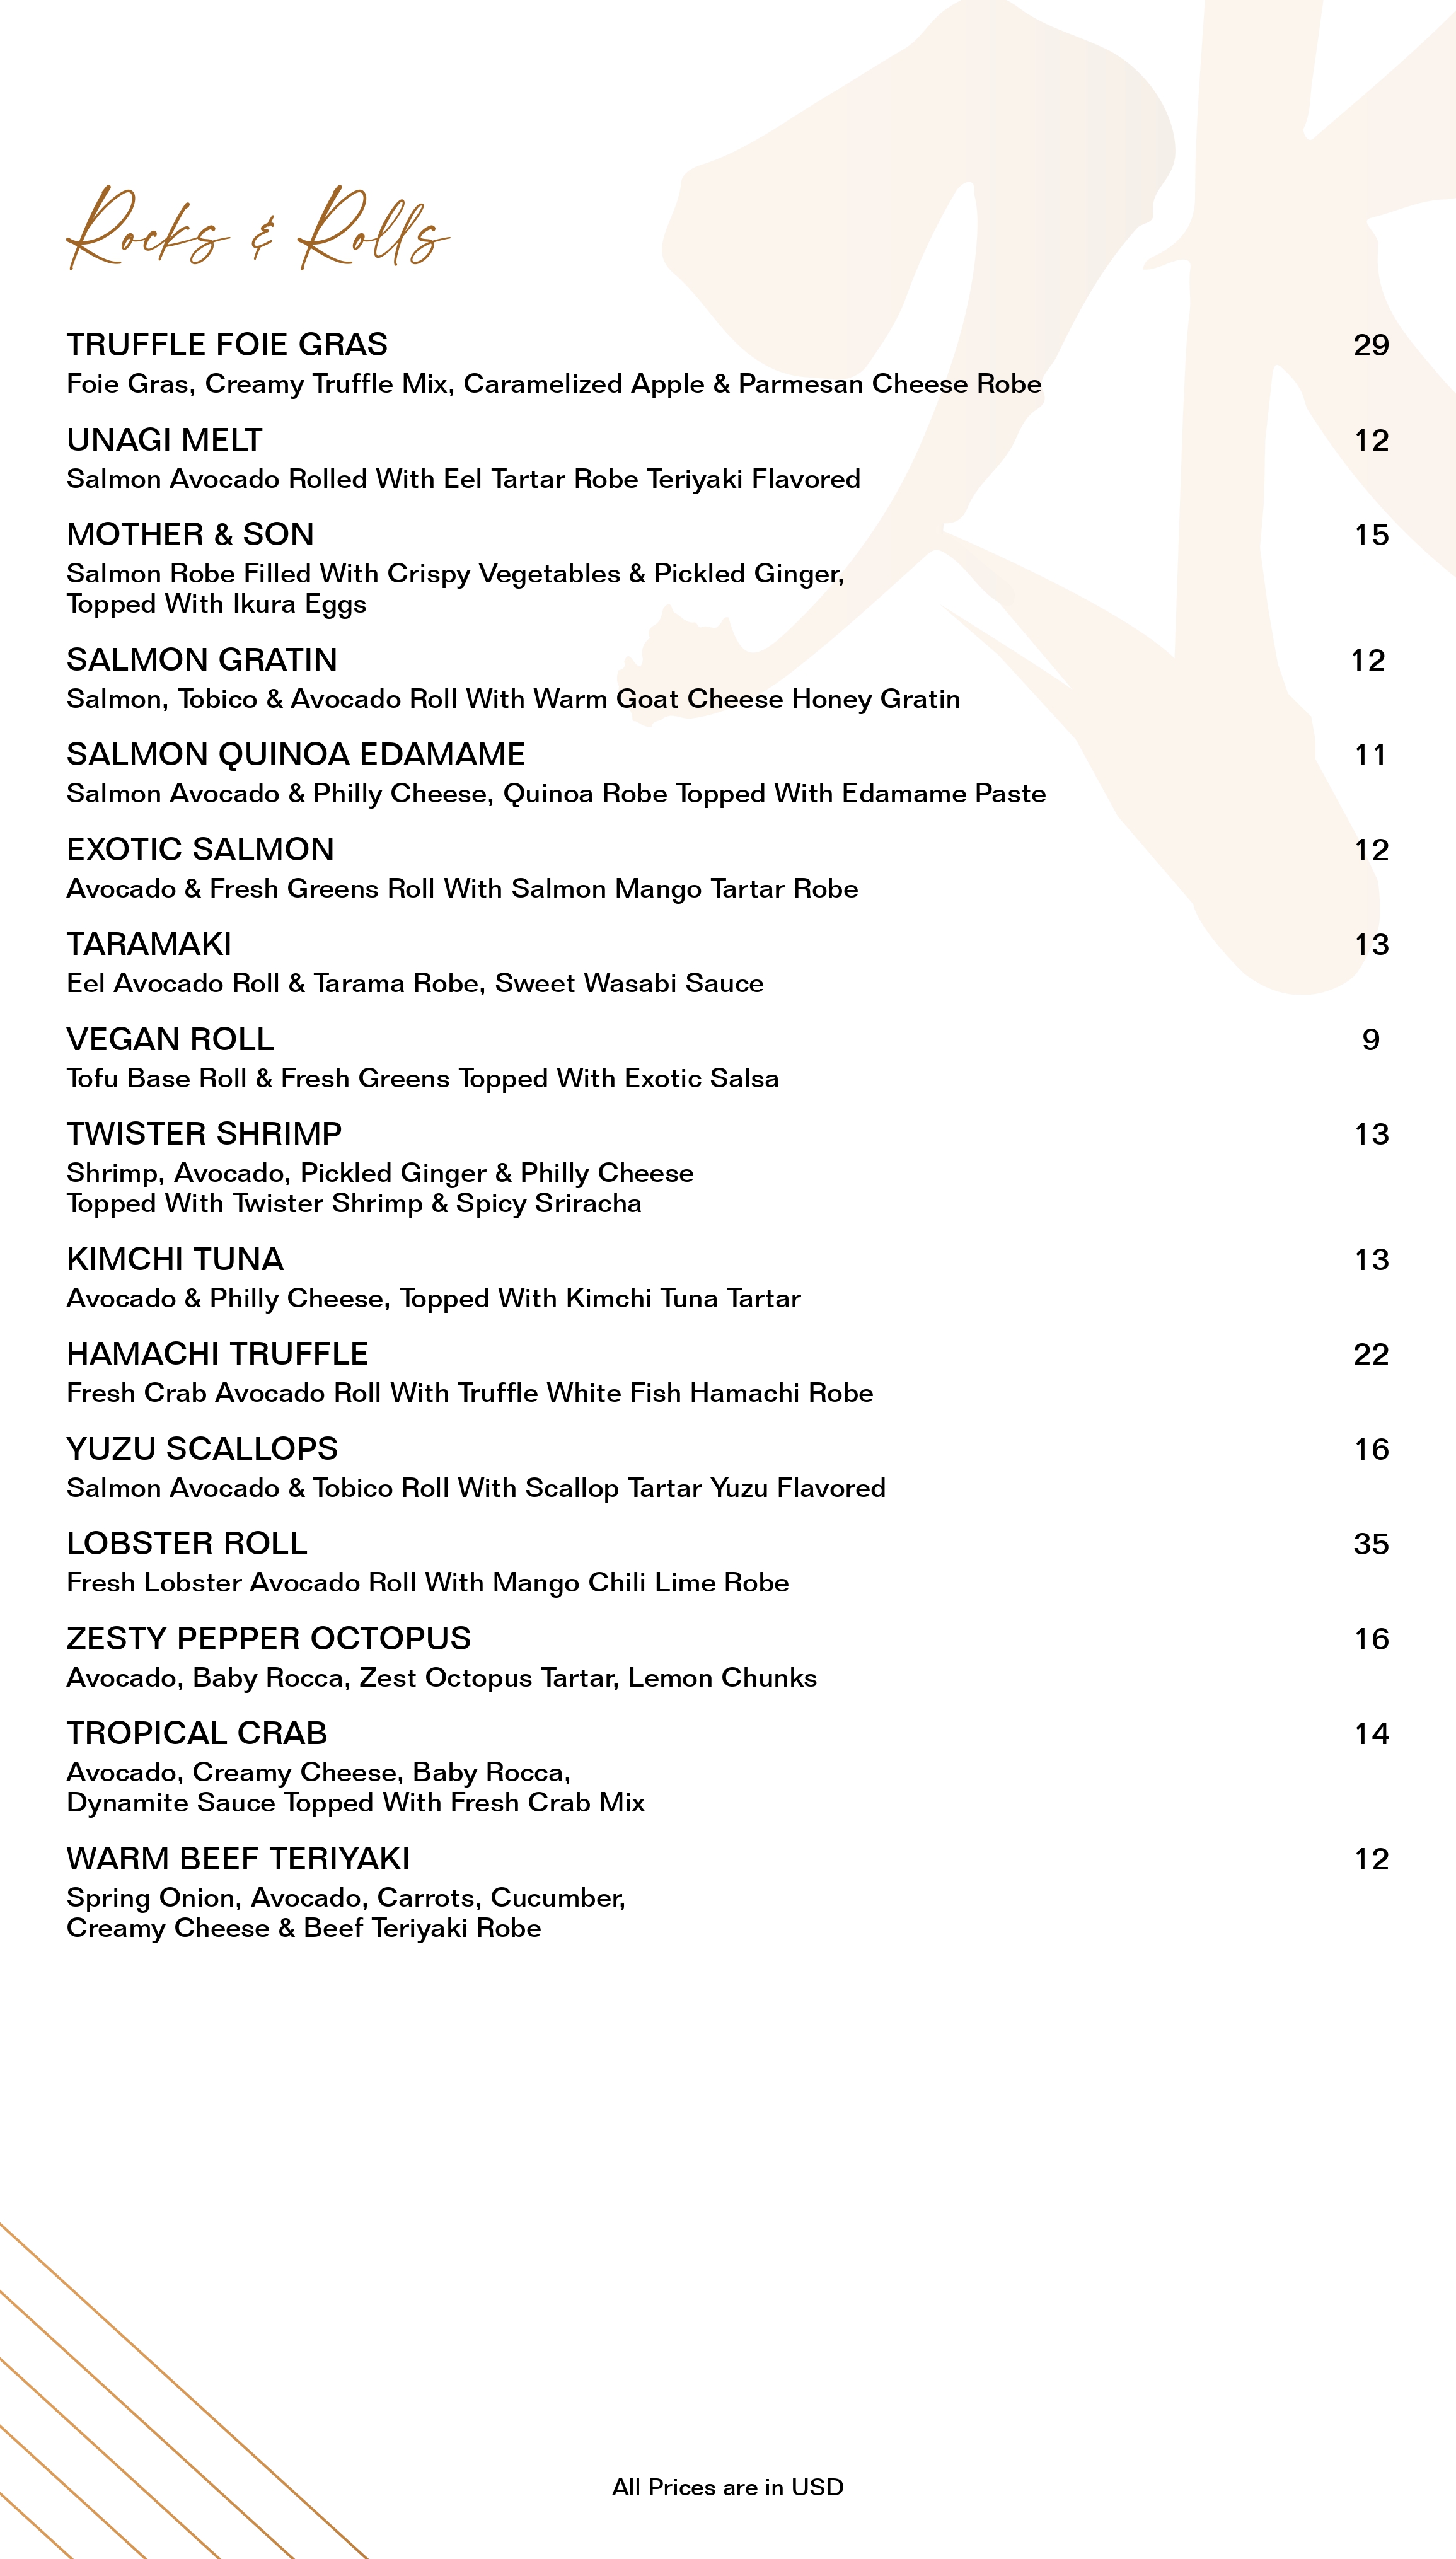 Rocks & Rolls
TRUFFLE FOIE GRAS 29
Foie Gras, Creamy Truffle Mix, Caramelized Apple & Parmesan Cheese Robe
UNAGI MELT 12
Salmon Avocado Rolled With Eel Tartar Robe Teriyaki Flavored
MOTHER & SON 15
Salmon Robe Filled With Crispy Vegetables & Pickled Ginger,
Topped With Ikura Eggs
SALMON GRATIN 12
Salmon, Tobico & Avocado Roll With Warm Goat Cheese Honey Gratin
SALMON QUINOA EDAMAME 11
Salmon Avocado & Philly Cheese, Quinoa Robe Topped With Edamame Paste
EXOTIC SALMON 12
Avocado & Fresh Greens Roll With Salmon Mango Tartar Robe
TARAMAKI 13
Eel Avocado Roll & Tarama Robe, Sweet Wasabi Sauce
VEGAN ROLL 9
Tofu Base Roll & Fresh Greens Topped With Exotic Salsa
TWISTER SHRIMP 13
Shrimp, Avocado, Pickled Ginger & Philly Cheese
Topped With Twister Shrimp & Spicy Sriracha
KIMCHI TUNA 13
Avocado & Philly Cheese, Topped With Kimchi Tuna Tartar
HAMACHI TRUFFLE 22
Fresh Crab Avocado Roll With Truffle White Fish Hamachi Robe
YUZU SCALLOPS 16
Salmon Avocado & Tobico Roll With Scallop Tartar Yuzu Flavored
LOBSTER ROLL 35
Fresh Lobster Avocado Roll With Mango Chili Lime Robe
ZESTY PEPPER OCTOPUS 16
Avocado, Baby Rocca, Zest Octopus Tartar, Lemon Chunks
TROPICAL CRAB 14
Avocado, Creamy Cheese, Baby Rocca,
Dynamite Sauce Topped With Fresh Crab Mix
WARM BEEF TERIYAKI 12
Spring Onion, Avocado, Carrots, Cucumber,
Creamy Cheese & Beef Teriyaki Robe
All Prices are in USD